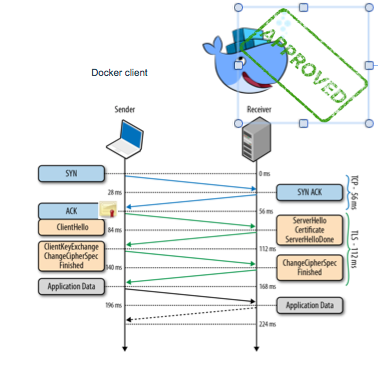 APPROVED
Docker client
Sender
Receiver
SYN
0 ms
28 ms
SYN ACK
TCP - 56 ms
ACK
56 ms
ClientHello
84 ms
ServerHello
Certificate
ServerHelloDone
TLS - 112 ms
ClientKeyExchange
ChangeCipherSpec
Finished
112 ms
140 ms
ChangeCipherSpec
Finished
Application Data
168 ms
196 ms
Application Data
224 ms